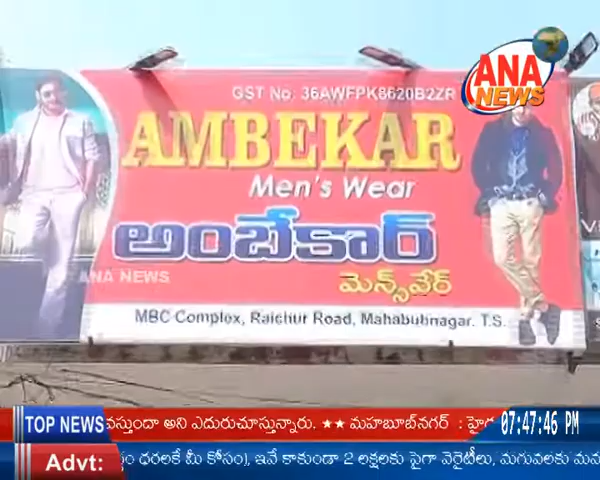 GST No: 36AWFPK8620B2ZR
ANA
NEWS
AMBEKAR
Men's Wear
అంబేకార్
మెన్స్‌వేర్
ANA NEWS
MBC Complex, Raichur Road, Mahabubnagar. T.S.
TOP NEWS
వస్తుందా అని ఎదురుచూస్తున్నారు. ★★ మహబూబ్‌నగర్ :
07:47:46 PM
Advt:
ధరలకే మీ కోసం), ఇవే కాకుండా 2 లక్షలకు పైగా వెరైటీలు, మగువలకు